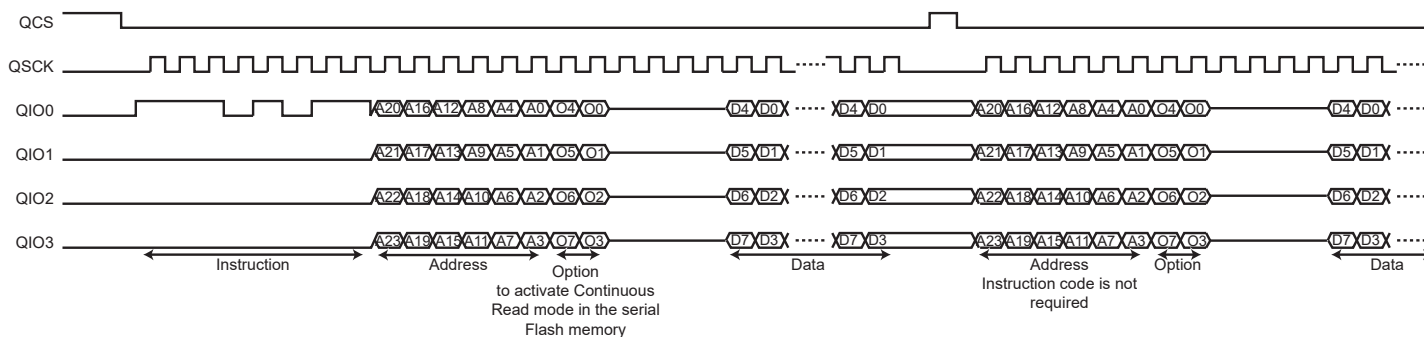 QCS
QSCK
QIO0 A20 A16 A12 A8 A4 A0 O4 O0 D4 D0 D4 D0 A20 A16 A12 A8 A4 A0 O4 O0 D4 D0
QIO1 A21 A17 A13 A9 A5 A1 O5 O1 D5 D1 D5 D1 A21 A17 A13 A9 A5 A1 O5 O1 D5 D1
QIO2 A22 A18 A14 A10 A6 A2 O6 O2 D6 D2 D6 D2 A22 A18 A14 A10 A6 A2 O6 O2 D6 D2
QIO3 A23 A19 A15 A11 A7 A3 O7 O3 D7 D3 D7 D3 A23 A19 A15 A11 A7 A3 O7 O3 D7 D3
Instruction
Address
Option
to activate Continuous
Read mode in the serial
Flash memory
Data
Address
Instruction code is not
required
Option
Data